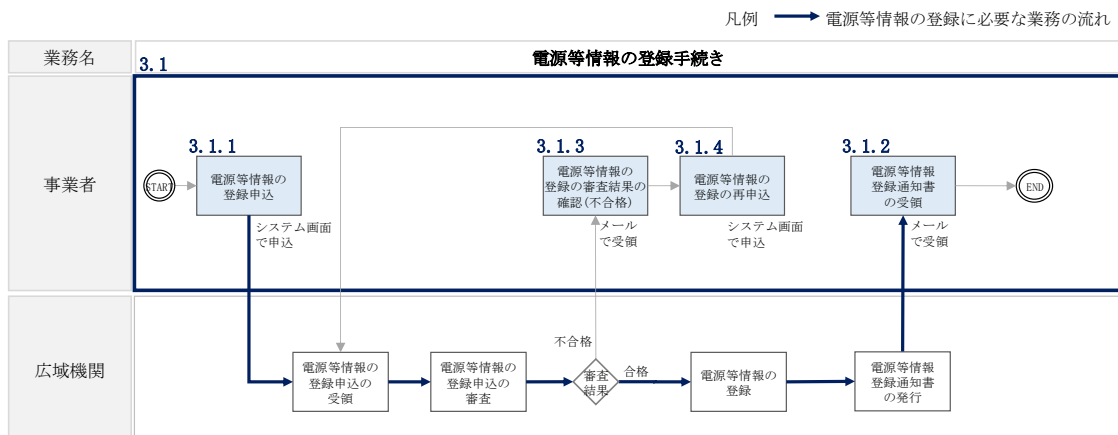 凡例 電源等情報の登録に必要な業務の流れ
業務名
3.1
電源等情報の登録手続き
事業者
START
3.1.1
電源等情報の
登録申込
システム画面
で申込
3.1.3
電源等情報の
登録の審査結果の
確認(不合格)
メール
で受領
3.1.4
電源等情報の
登録の再申込
システム画面
で申込
3.1.2
電源等情報
登録通知書
の受領
メール
で受領
END
広域機関
電源等情報の
登録申込の
受領
電源等情報の
登録申込の
審査
不合格
審査
結果
合格
電源等情報の
登録
電源等情報
登録通知書
の発行